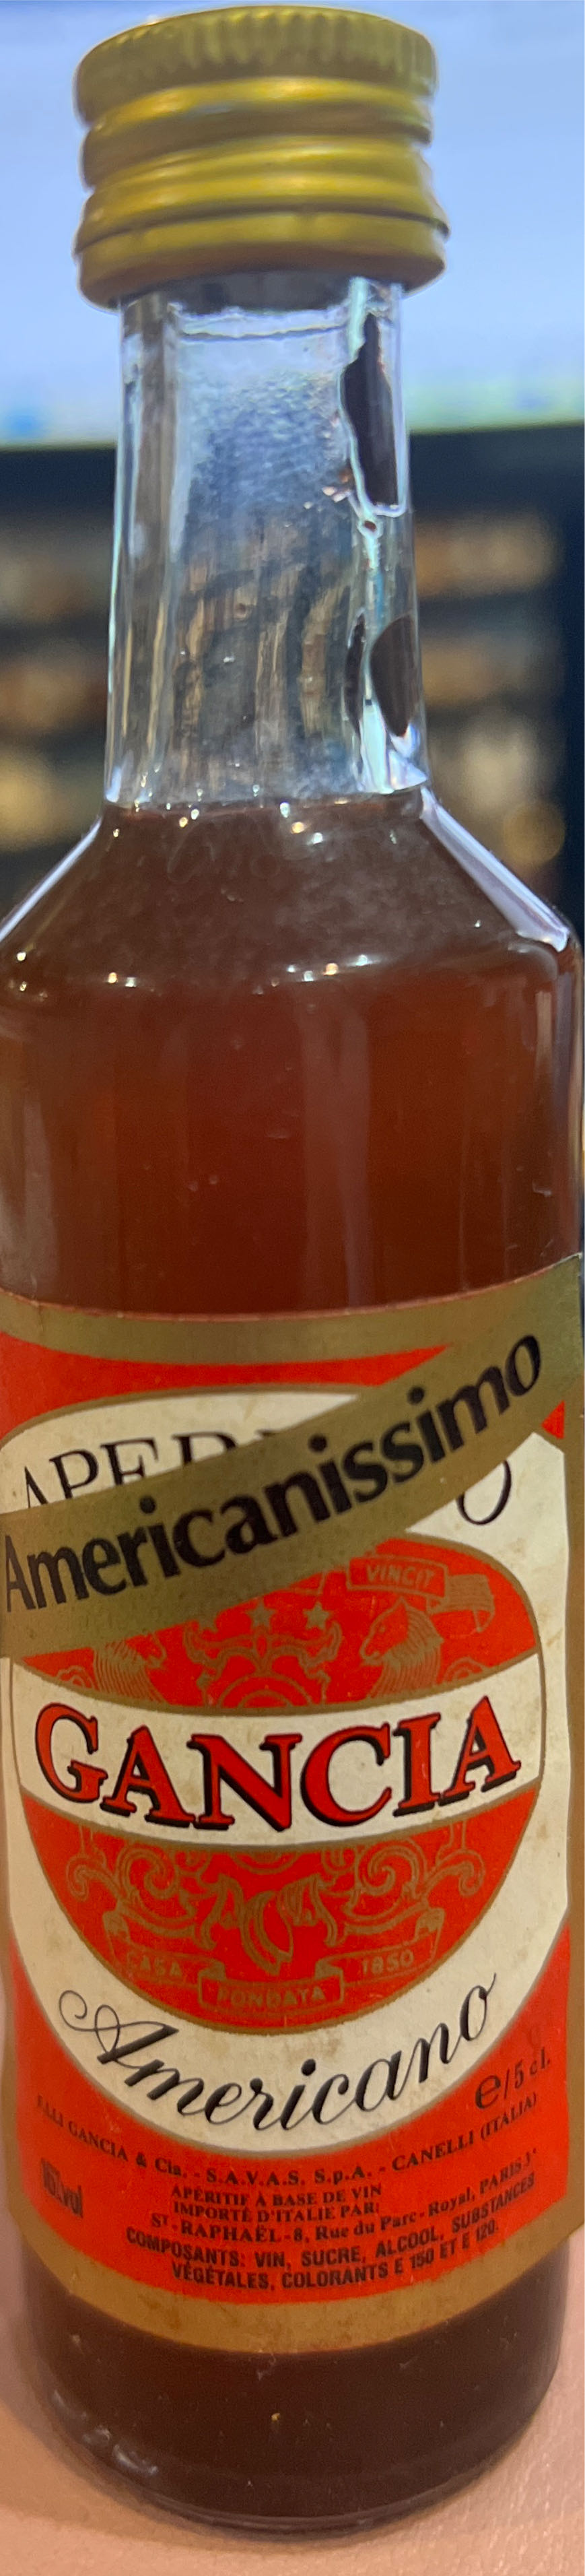 Americanissimo
VINCIT
GANCIA
CASA FONDATA 1850
Americano
e/5 cl.
GANCIA & Cia. - S.A.V.A.S. S.p.A. - CANELLI (ITALIA)
APÉRITIF À BASE DE VIN
IMPORTÉ D'ITALIE PAR:
ST-RAPHAËL-8, Rue du Parc-Royal, PARIS 3e
COMPOSANTS: VIN, SUCRE, ALCOOL, SUBSTANCES
VÉGÉTALES, COLORANTS E 150 ET E 120.